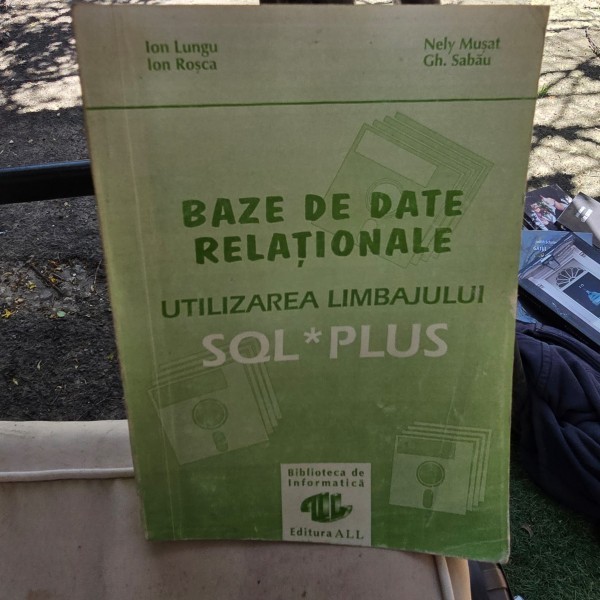 Ion Lungu
Ion Roșca
Nely Mușat
Gh. Sabău
BAZE DE DATE
RELAȚIONALE
UTILIZAREA LIMBAJULUI
SQL*PLUS
Biblioteca de
Informatică
ALL
Editura ALL